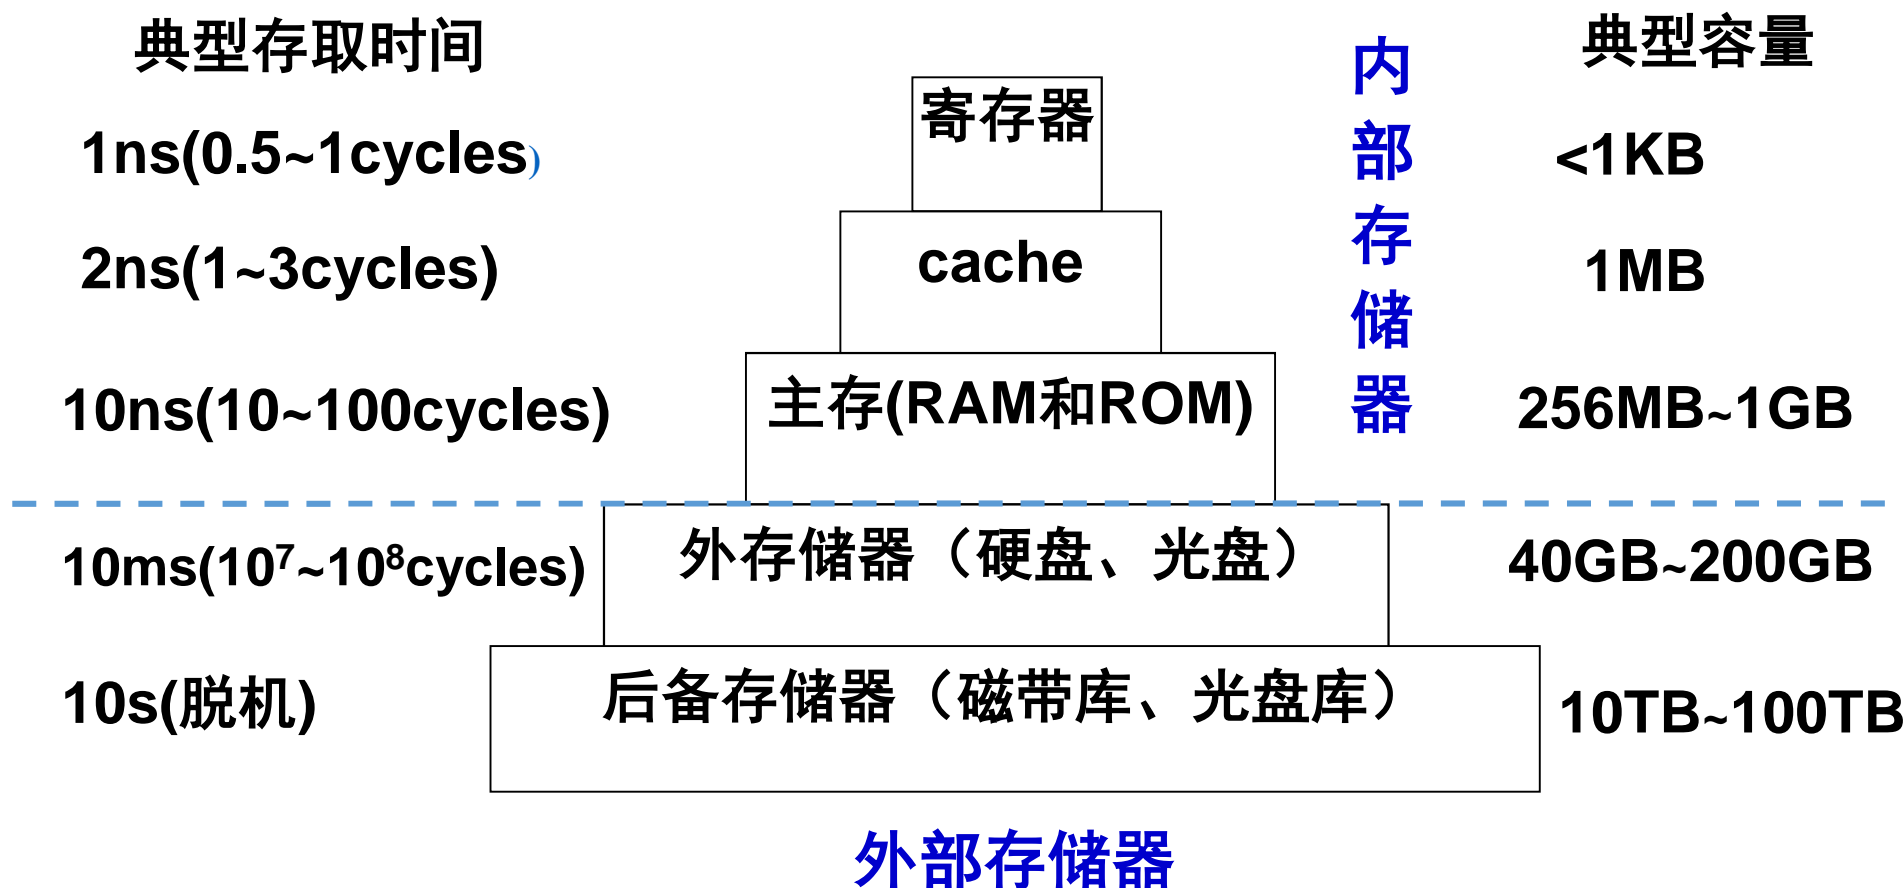 典型存取时间
典型容量
内部存储器
寄存器
1ns(0.5~1cycles)
<1KB
2ns(1~3cycles)
cache
1MB
10ns(10~100cycles)
主存(RAM和ROM)
256MB~1GB
10ms(10⁷~10⁸cycles)
外存储器（硬盘、光盘）
40GB~200GB
10s(脱机)
后备存储器（磁带库、光盘库）
10TB~100TB
外部存储器